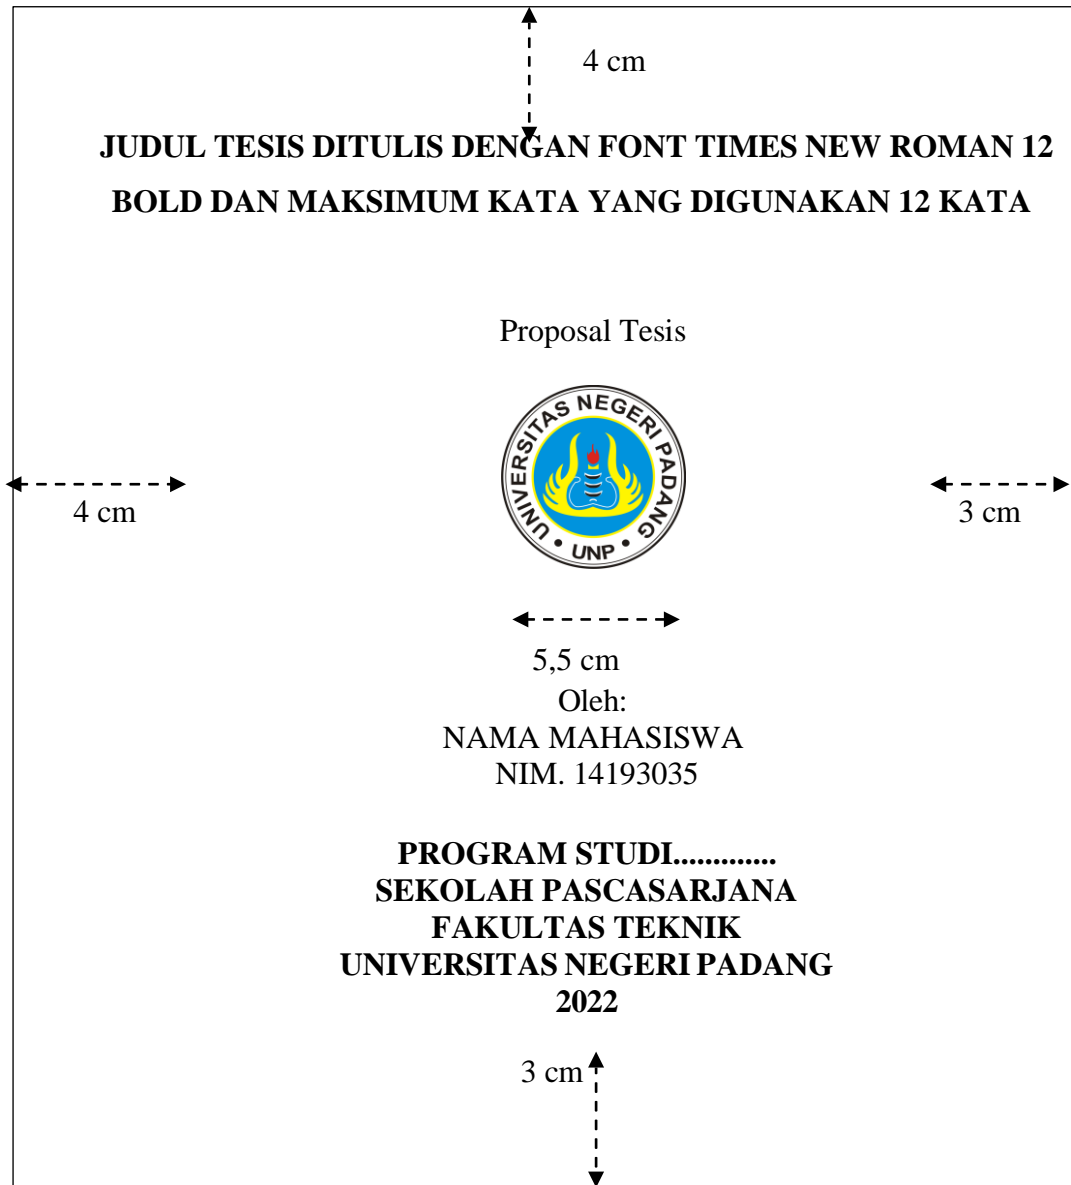 4 cm
JUDUL TESIS DITULIS DENGAN FONT TIMES NEW ROMAN 12
BOLD DAN MAKSIMUM KATA YANG DIGUNAKAN 12 KATA
Proposal Tesis
UNIVERSITAS NEGERI PADANG
• UNP •
4 cm
3 cm
5,5 cm
Oleh:
NAMA MAHASISWA
NIM. 14193035
PROGRAM STUDI.............
SEKOLAH PASCASARJANA
FAKULTAS TEKNIK
UNIVERSITAS NEGERI PADANG
2022
3 cm